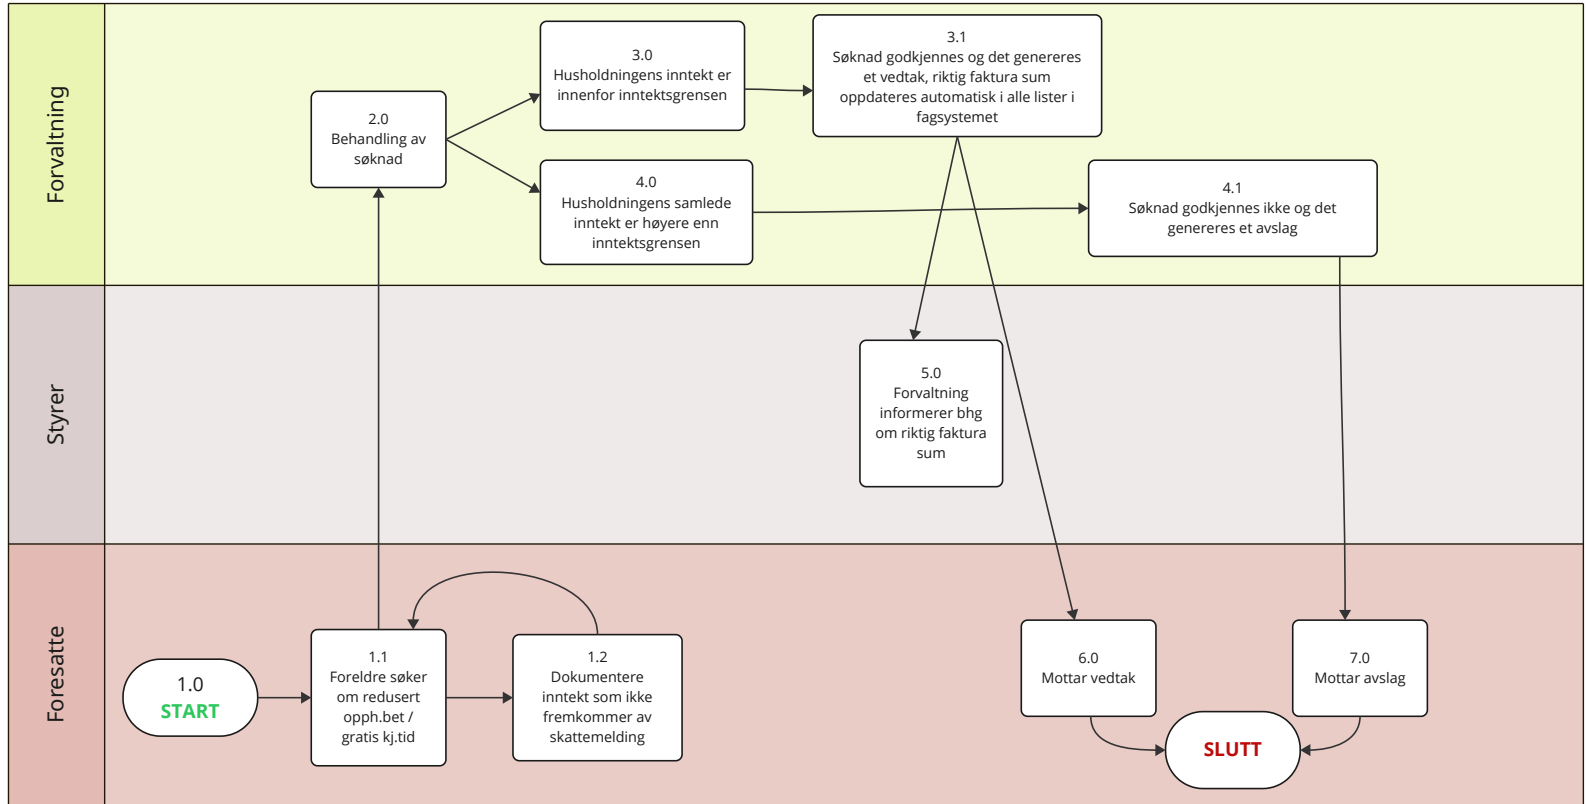 Forvaltning
2.0
Behandling av
søknad
3.0
Husholdningens inntekt er
innenfor inntektsgrensen
3.1
Søknad godkjennes og det genereres
et vedtak, riktig faktura sum
oppdateres automatisk i alle lister i
fagsystemet
4.0
Husholdningens samlede
inntekt er høyere enn
inntektsgrensen
4.1
Søknad godkjennes ikke og det
genereres et avslag
Styrer
5.0
Forvaltning
informerer bhg
om riktig faktura
sum
Foresatte
1.0
START
1.1
Foreldre søker
om redusert
opph.bet /
gratis kj.tid
1.2
Dokumentere
inntekt som ikke
fremkommer av
skattemelding
6.0
Mottar vedtak
7.0
Mottar avslag
SLUTT